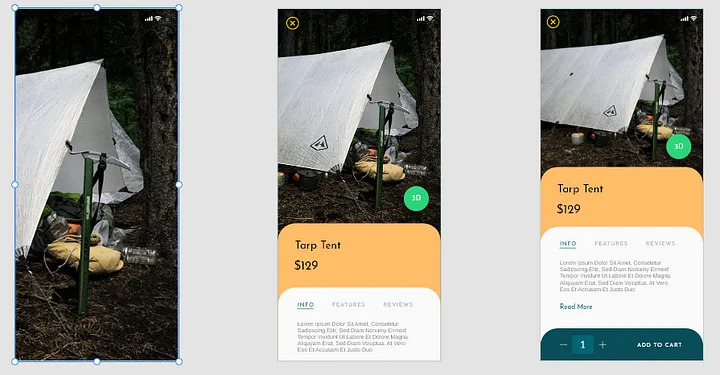 3D
Tarp Tent
$129
INFO FEATURES REVIEWS
Lorem Ipsum Dolor Sit Amet, Consetetur
Sadipscing Elitr, Sed Diam Nonumy Eirmod
Tempor Invidunt Ut Labore Et Dolore Magna
Aliquyam Erat, Sed Diam Voluptua. At Vero
Eos Et Accusam Et Justo Duo
3D
Tarp Tent
$129
INFO FEATURES REVIEWS
Lorem Ipsum Dolor Sit Amet, Consetetur
Sadipscing Elitr, Sed Diam Nonumy Eirmod
Tempor Invidunt Ut Labore Et Dolore Magna
Aliquyam Erat, Sed Diam Voluptua. At Vero
Eos Et Accusam Et Justo Duo
Read More
— 1 + ADD TO CART